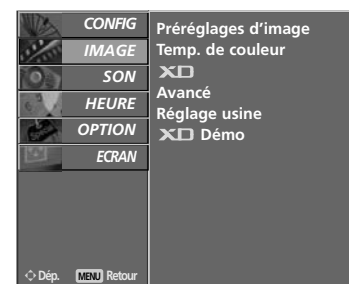 CONFIG
IMAGE
SON
HEURE
OPTION
ECRAN
Préréglages d'image
Temp. de couleur
XD
Avancé
Réglage usine
XD Démo
Dép. MENU Retour